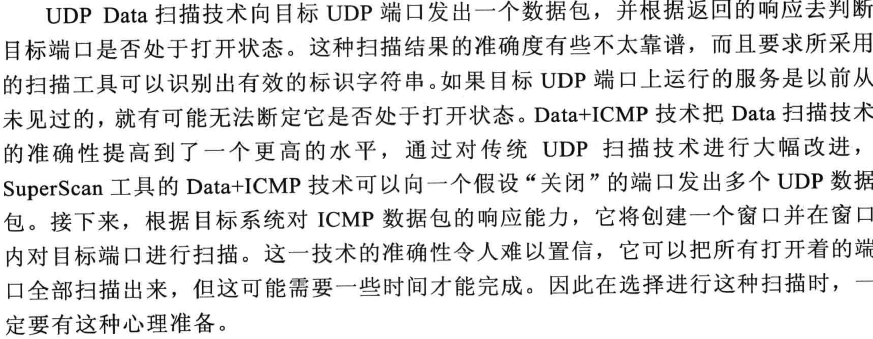 UDP Data 扫描技术向目标 UDP 端口发出一个数据包，并根据返回的响应去判断
目标端口是否处于打开状态。这种扫描结果的准确度有些不太靠谱，而且要求所采用
的扫描工具可以识别出有效的标识字符串。如果目标 UDP 端口上运行的服务是以前从
未见过的，就有可能无法断定它是否处于打开状态。Data+ICMP 技术把 Data 扫描技术
的准确性提高到了一个更高的水平，通过对传统 UDP 扫描技术进行大幅改进，
SuperScan 工具的 Data+ICMP 技术可以向一个假设“关闭”的端口发出多个 UDP 数据
包。接下来，根据目标系统对 ICMP 数据包的响应能力，它将创建一个窗口并在窗口
内对目标端口进行扫描。这一技术的准确性令人难以置信，它可以把所有打开着的端
口全部扫描出来，但这可能需要一些时间才能完成。因此在选择进行这种扫描时，一
定要有这种心理准备。